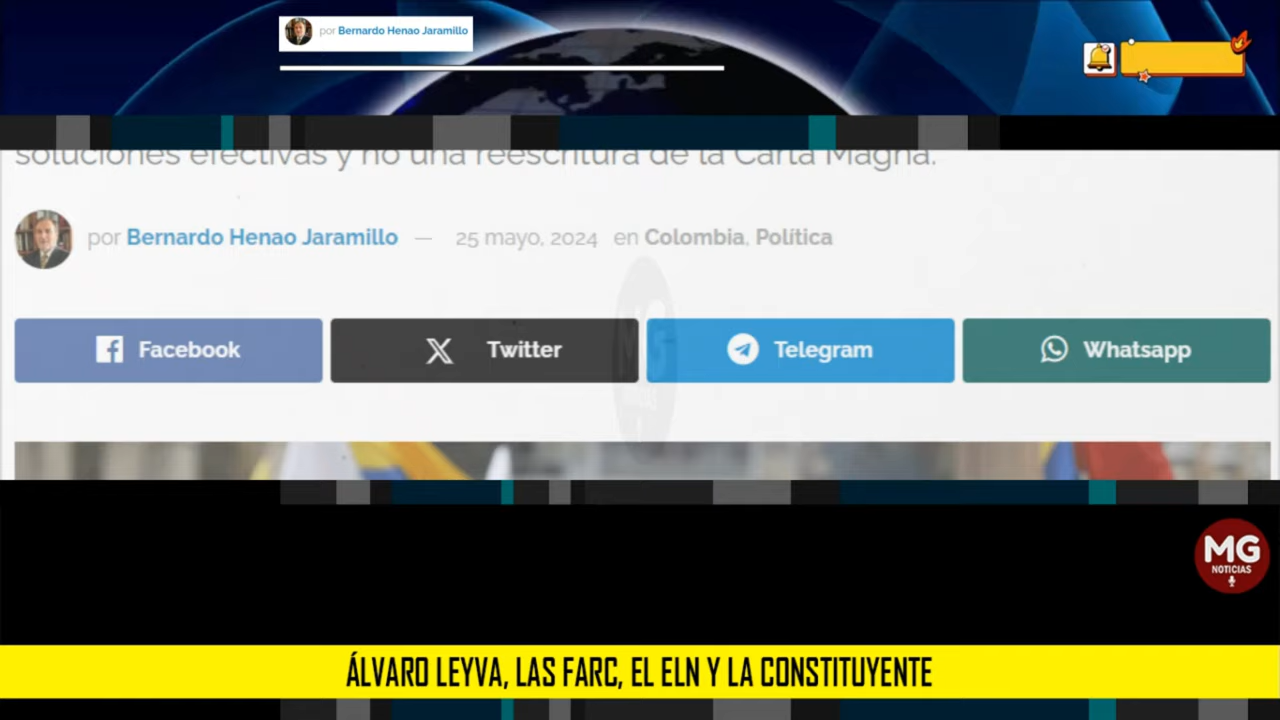 por Bernardo Henao Jaramillo
soluciones efectivas y no una reescritura de la Carta Magna.
por Bernardo Henao Jaramillo — 25 mayo, 2024 en Colombia, Política
Facebook Twitter Telegram Whatsapp
MG
NOTICIAS
ÁLVARO LEYVA, LAS FARC, EL ELN Y LA CONSTITUYENTE